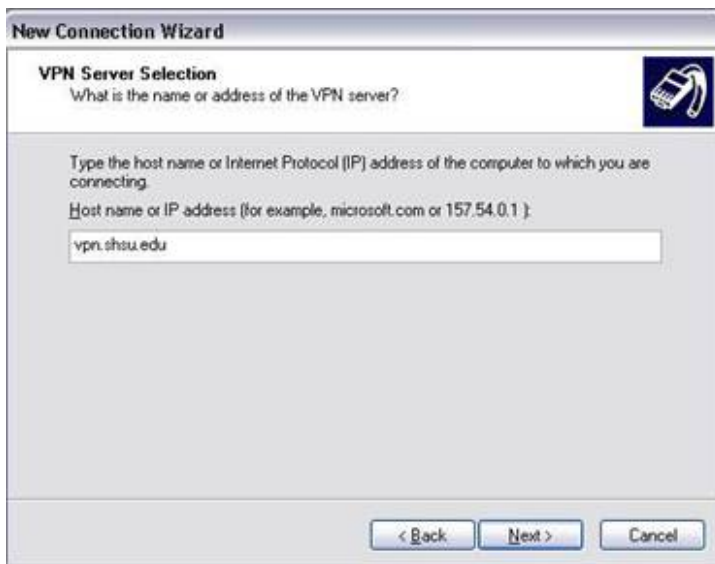 New Connection Wizard
VPN Server Selection
What is the name or address of the VPN server?
Type the host name or Internet Protocol (IP) address of the computer to which you are
connecting.
Host name or IP address (for example, microsoft.com or 157.54.0.1 ):
vpn.shsu.edu
< Back Next > Cancel